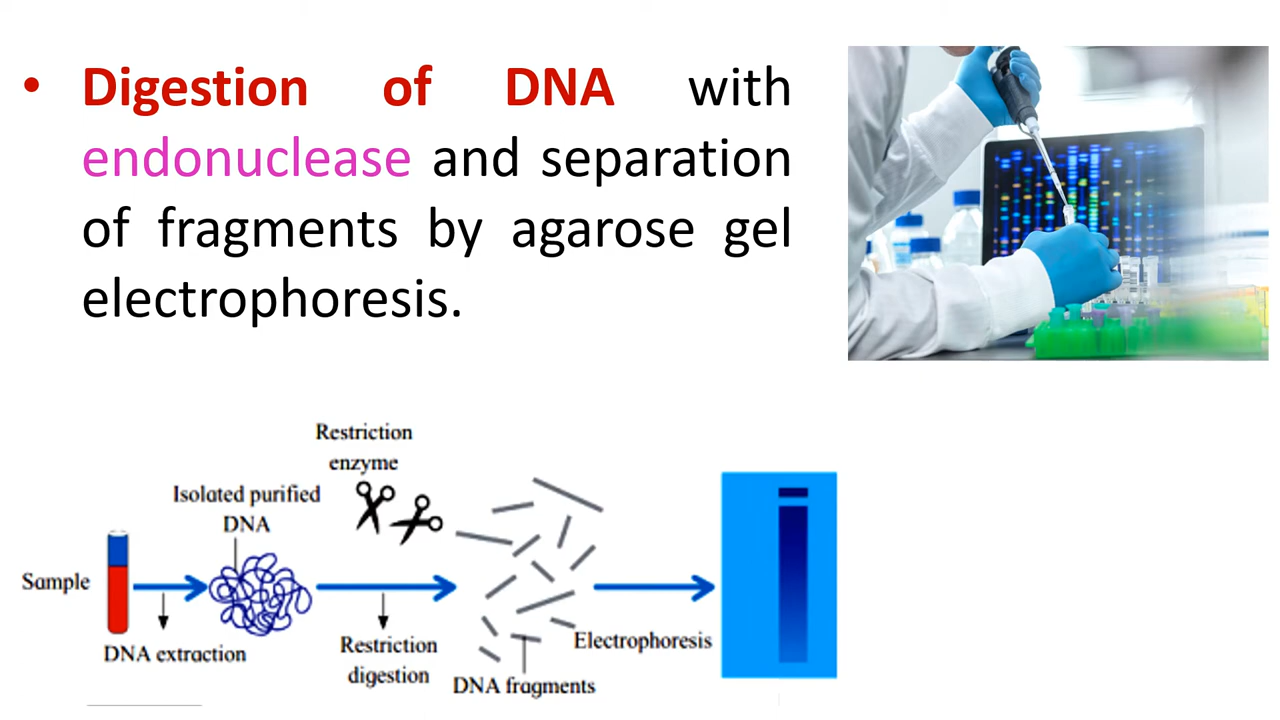 • Digestion of DNA with
endonuclease and separation
of fragments by agarose gel
electrophoresis.
Restriction
enzyme
Isolated purified
DNA
Sample
DNA extraction
Restriction
digestion
DNA fragments
Electrophoresis